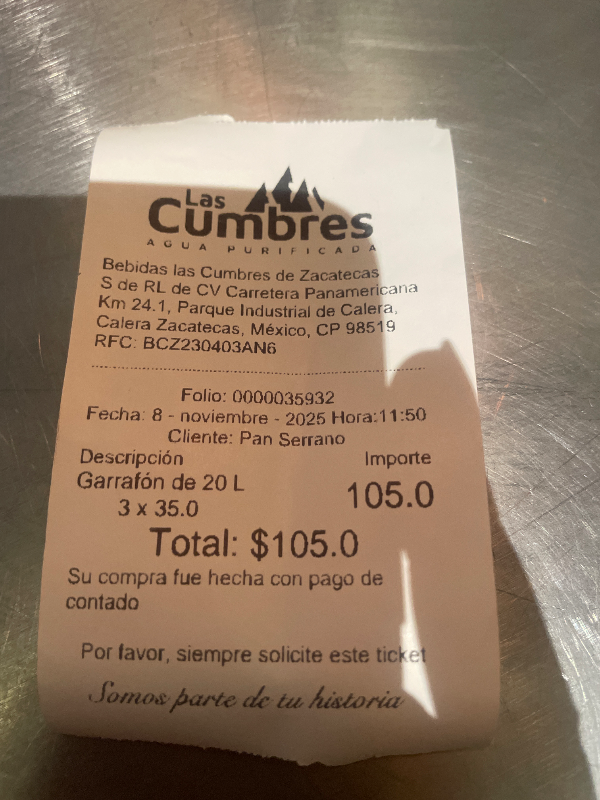 Las
Cumbres
AGUA PURIFICADA
Bebidas las Cumbres de Zacatecas
S de RL de CV Carretera Panamericana
Km 24.1, Parque Industrial de Calera,
Calera Zacatecas, México, CP 98519
RFC: BCZ230403AN6
Folio: 0000035932
Fecha: 8 - noviembre - 2025 Hora:11:50
Cliente: Pan Serrano
Descripción Importe
Garrafón de 20 L
3 x 35.0 105.0
Total: $105.0
Su compra fue hecha con pago de
contado
Por favor, siempre solicite este ticket
Somos parte de tu historia